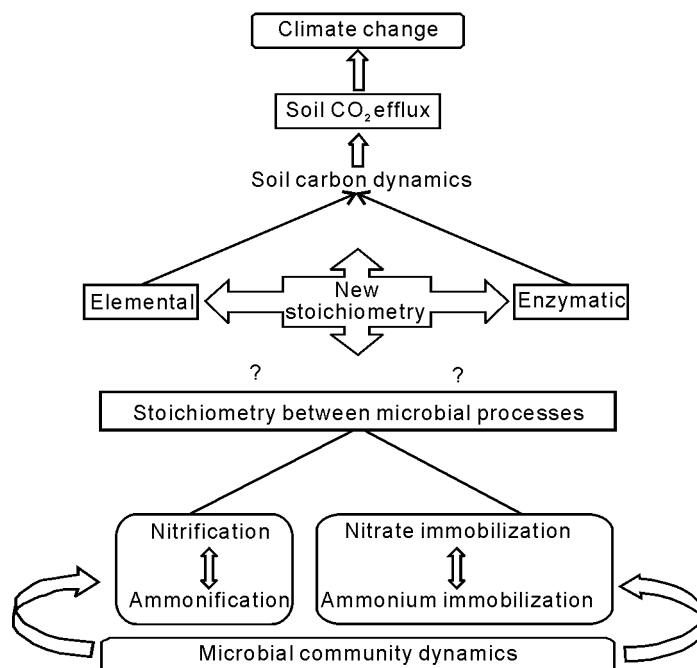 Climate change
Soil CO₂ efflux
Soil carbon dynamics
Elemental
New
stoichiometry
Enzymatic
? ?
Stoichiometry between microbial processes
Nitrification
Ammonification
Nitrate immobilization
Ammonium immobilization
Microbial community dynamics